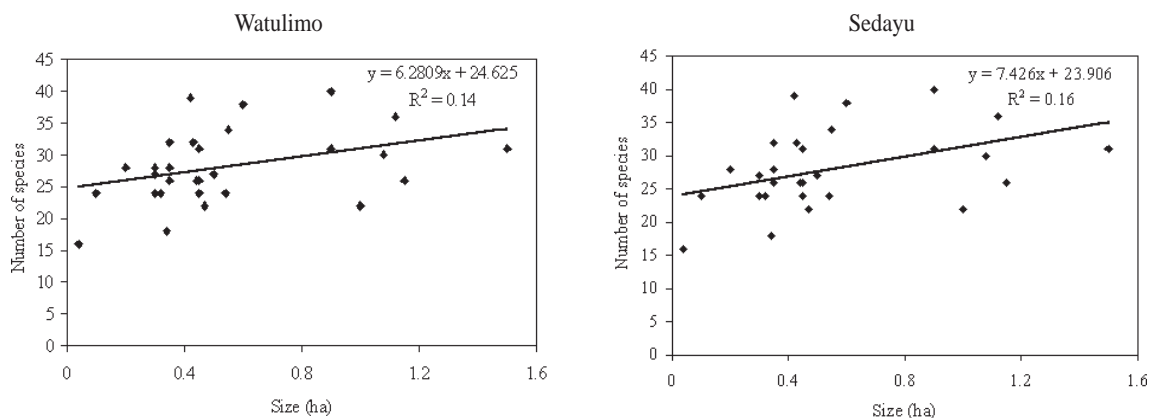 Watulimo
45
40
35
30
25
20
15
10
5
0
Number of species
y = 6.2809x + 24.625
R² = 0.14
0 0.4 0.8 1.2 1.6
Size (ha)
Sedayu
45
40
35
30
25
20
15
10
5
0
Number of species
y = 7.426x + 23.906
R² = 0.16
0 0.4 0.8 1.2 1.6
Size (ha)